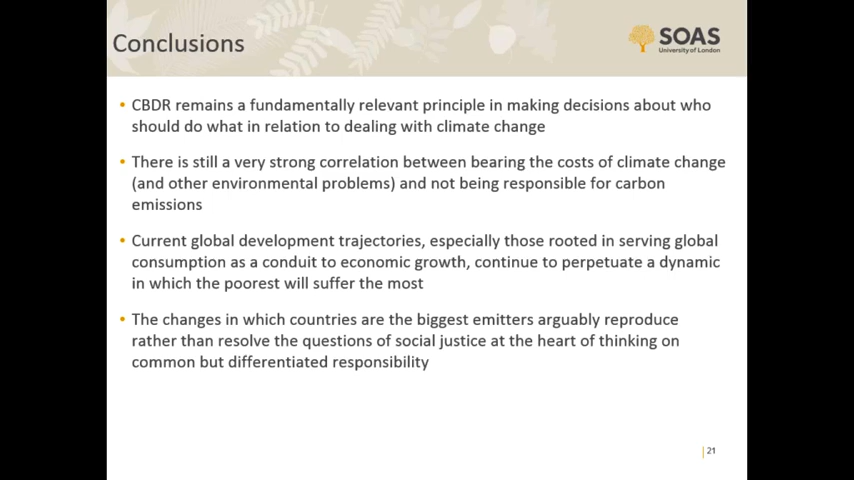 Conclusions
SOAS
University of London
• CBDR remains a fundamentally relevant principle in making decisions about who
should do what in relation to dealing with climate change
• There is still a very strong correlation between bearing the costs of climate change
(and other environmental problems) and not being responsible for carbon
emissions
• Current global development trajectories, especially those rooted in serving global
consumption as a conduit to economic growth, continue to perpetuate a dynamic
in which the poorest will suffer the most
• The changes in which countries are the biggest emitters arguably reproduce
rather than resolve the questions of social justice at the heart of thinking on
common but differentiated responsibility
21